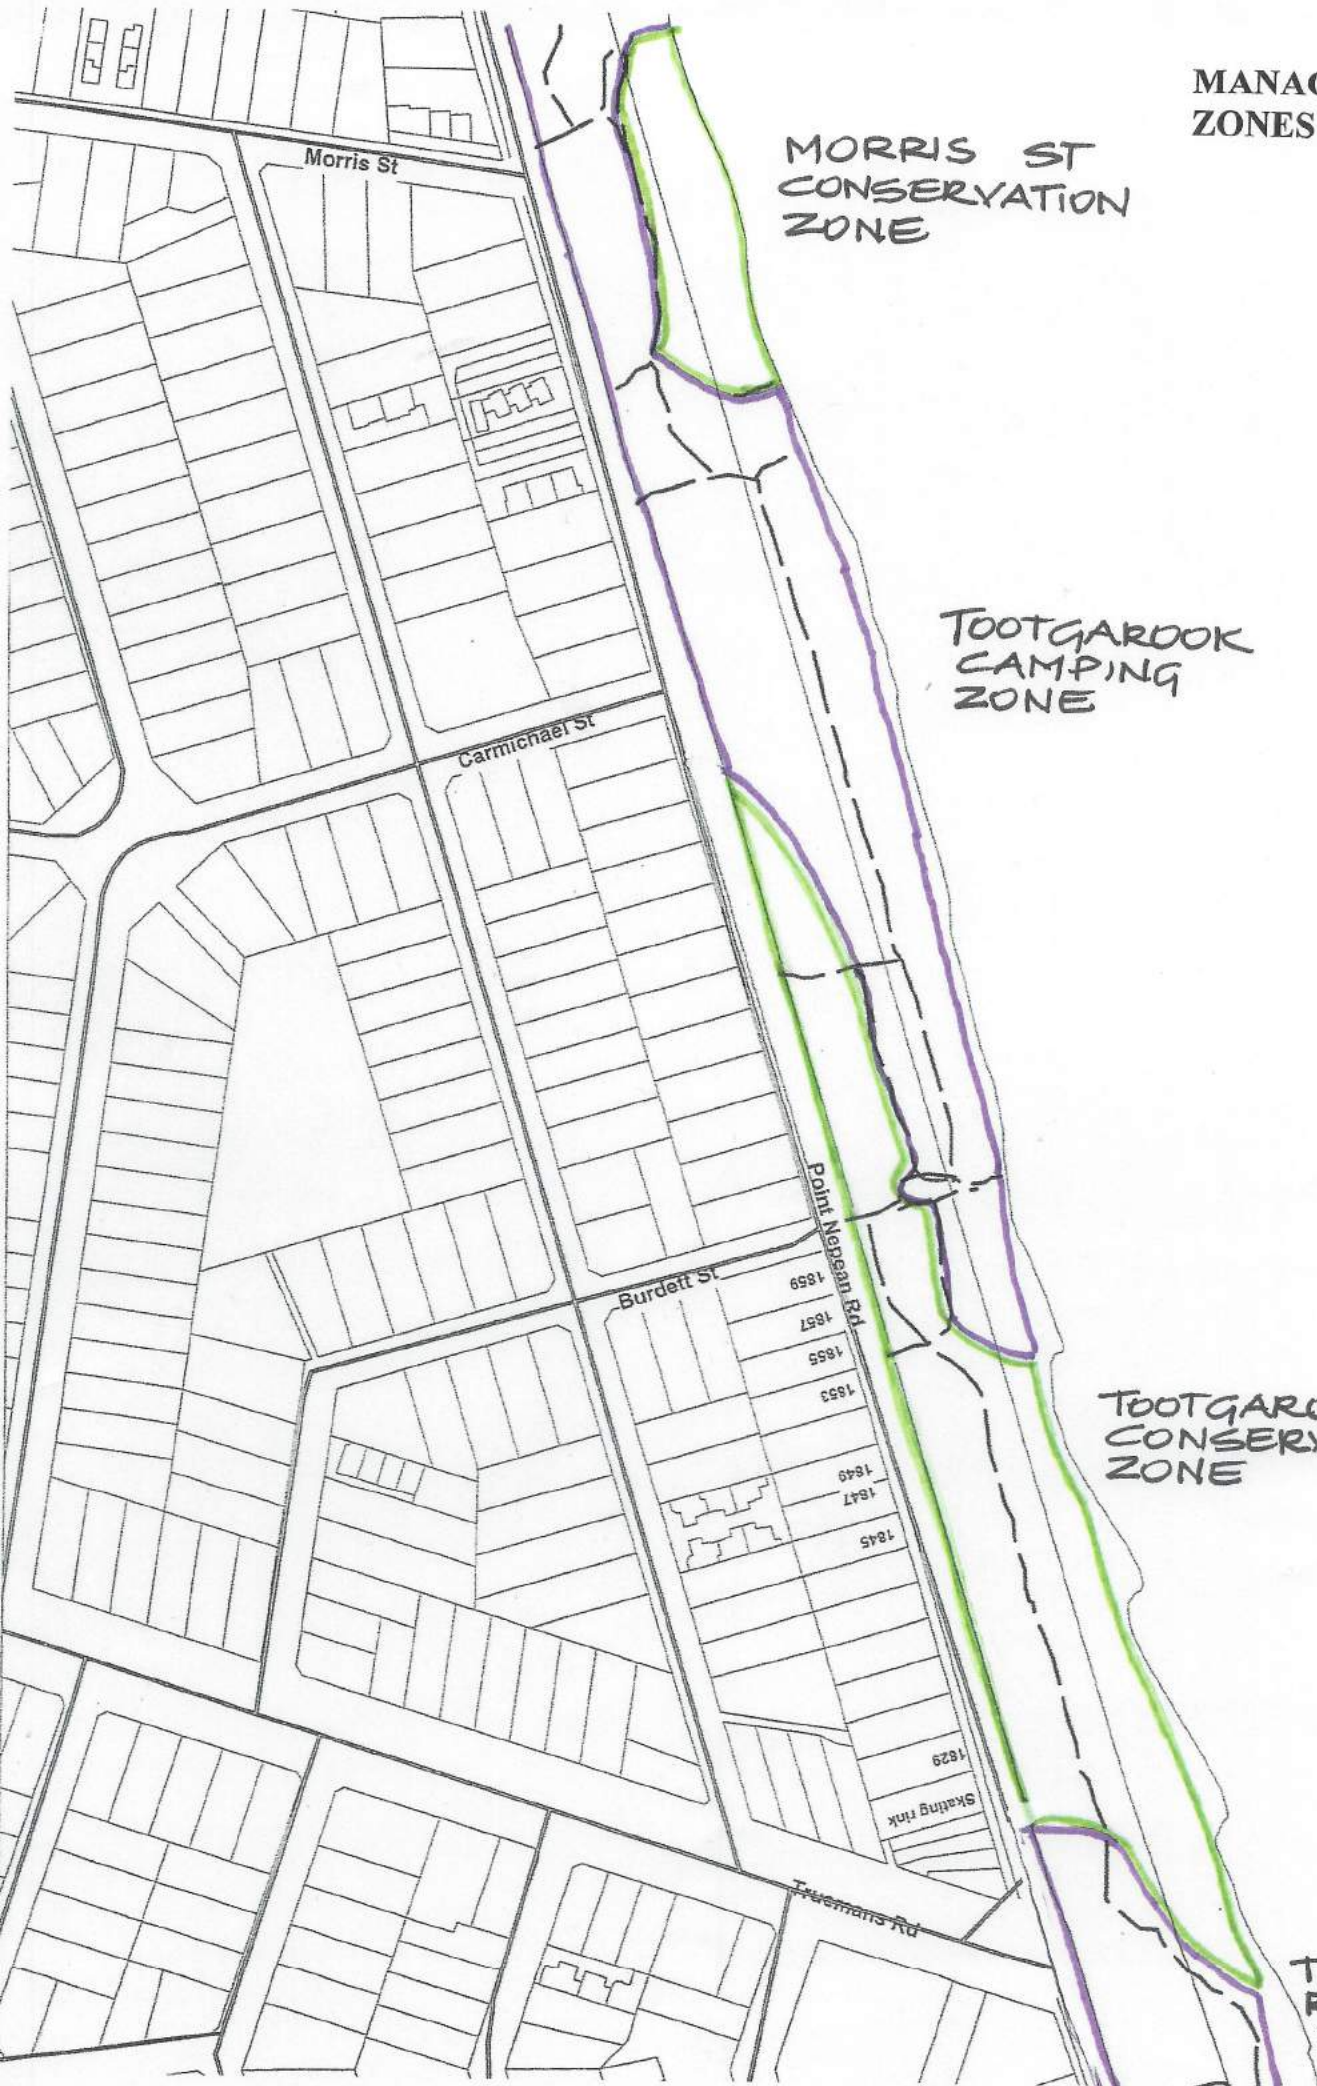 MANAG
ZONES
MORRIS ST
CONSERVATION
ZONE
Morris St
TOOTGAROOK
CAMPING
ZONE
Carmichael St
Point Nepean Rd
Burdett St
1859
1857
1855
1853
1849
1847
1845
TOOTGARO
CONSERV
ZONE
1829
Skating rink
Truemans Rd